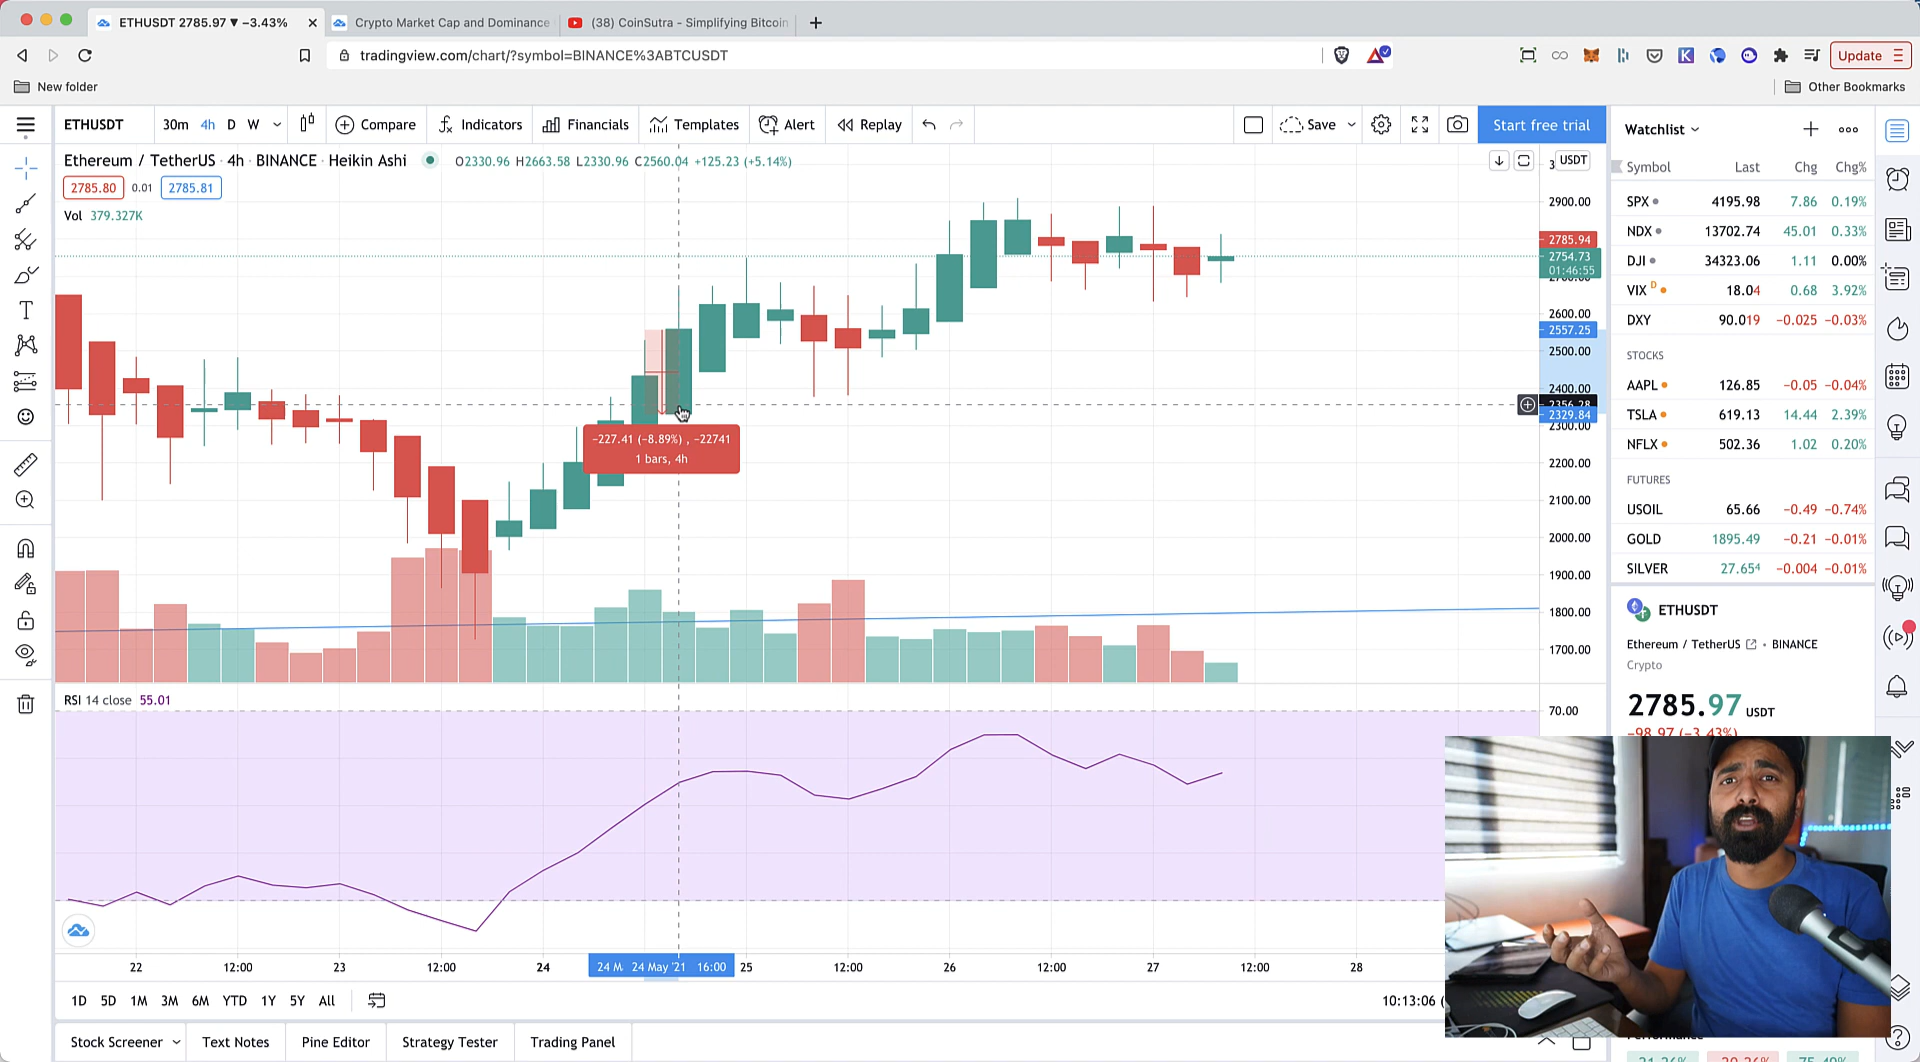 ETHUSDT 2785.97 ▼ −3.43%
Crypto Market Cap and Dominance
(38) CoinSutra - Simplifying Bitcoin
tradingview.com/chart/?symbol=BINANCE%3ABTCUSDT
Update
New folder
Other Bookmarks
ETHUSDT 30m 4h D W Compare Indicators Financials Templates Alert Replay Save Start free trial
Ethereum / TetherUS · 4h · BINANCE · Heikin Ashi O2330.96 H2663.58 L2330.96 C2560.04 +125.23 (+5.14%)
2785.80 0.01 2785.81
Vol 379.327K
USDT
2900.00
2785.94
2754.73
01:46:55
2600.00
2557.25
2500.00
2400.00
2356.28
2329.84
2300.00
2200.00
2100.00
2000.00
1900.00
1800.00
1700.00
−227.41 (−8.89%) , −22741
1 bars, 4h
RSI 14 close 55.01
70.00
22 12:00 23 12:00 24 24 M 24 May '21 16:00 25 12:00 26 12:00 27 12:00 28
1D 5D 1M 3M 6M YTD 1Y 5Y All
10:13:06 (
Stock Screener Text Notes Pine Editor Strategy Tester Trading Panel
Watchlist
Symbol Last Chg Chg%
SPX 4195.98 7.86 0.19%
NDX 13702.74 45.01 0.33%
DJI 34323.06 1.11 0.00%
VIX D 18.04 0.68 3.92%
DXY 90.019 −0.025 −0.03%
STOCKS
AAPL 126.85 −0.05 −0.04%
TSLA 619.13 14.44 2.39%
NFLX 502.36 1.02 0.20%
FUTURES
USOIL 65.66 −0.49 −0.74%
GOLD 1895.49 −0.21 −0.01%
SILVER 27.654 −0.004 −0.01%
ETHUSDT
Ethereum / TetherUS · BINANCE
Crypto
2785.97 USDT
−98.97 (−3.43%)